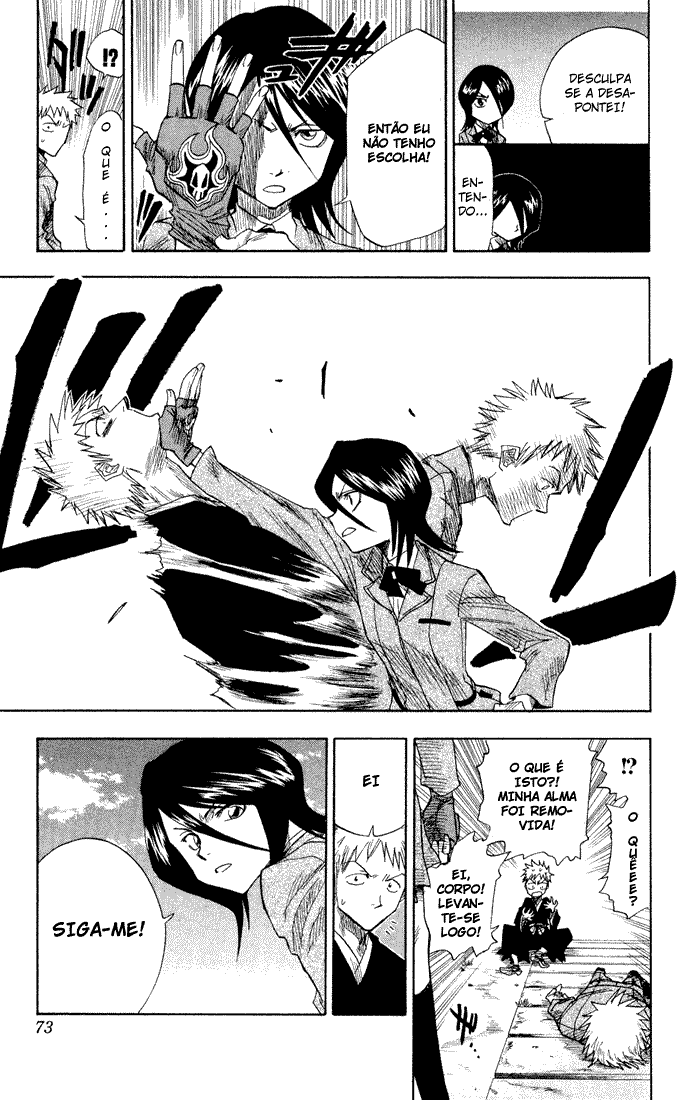 DESCULPA
SE A DESA-
PONTEI!
EN-
TEN-
DO...
ENTÃO EU
NÃO TENHO
ESCOLHA!
!?
O QUE É...
!?
O QUÊEE?
O QUE É
ISTO?!
MINHA ALMA
FOI REMO-
VIDA!
EI,
CORPO!
LEVAN-
TE-SE
LOGO!
EI
SIGA-ME!
73